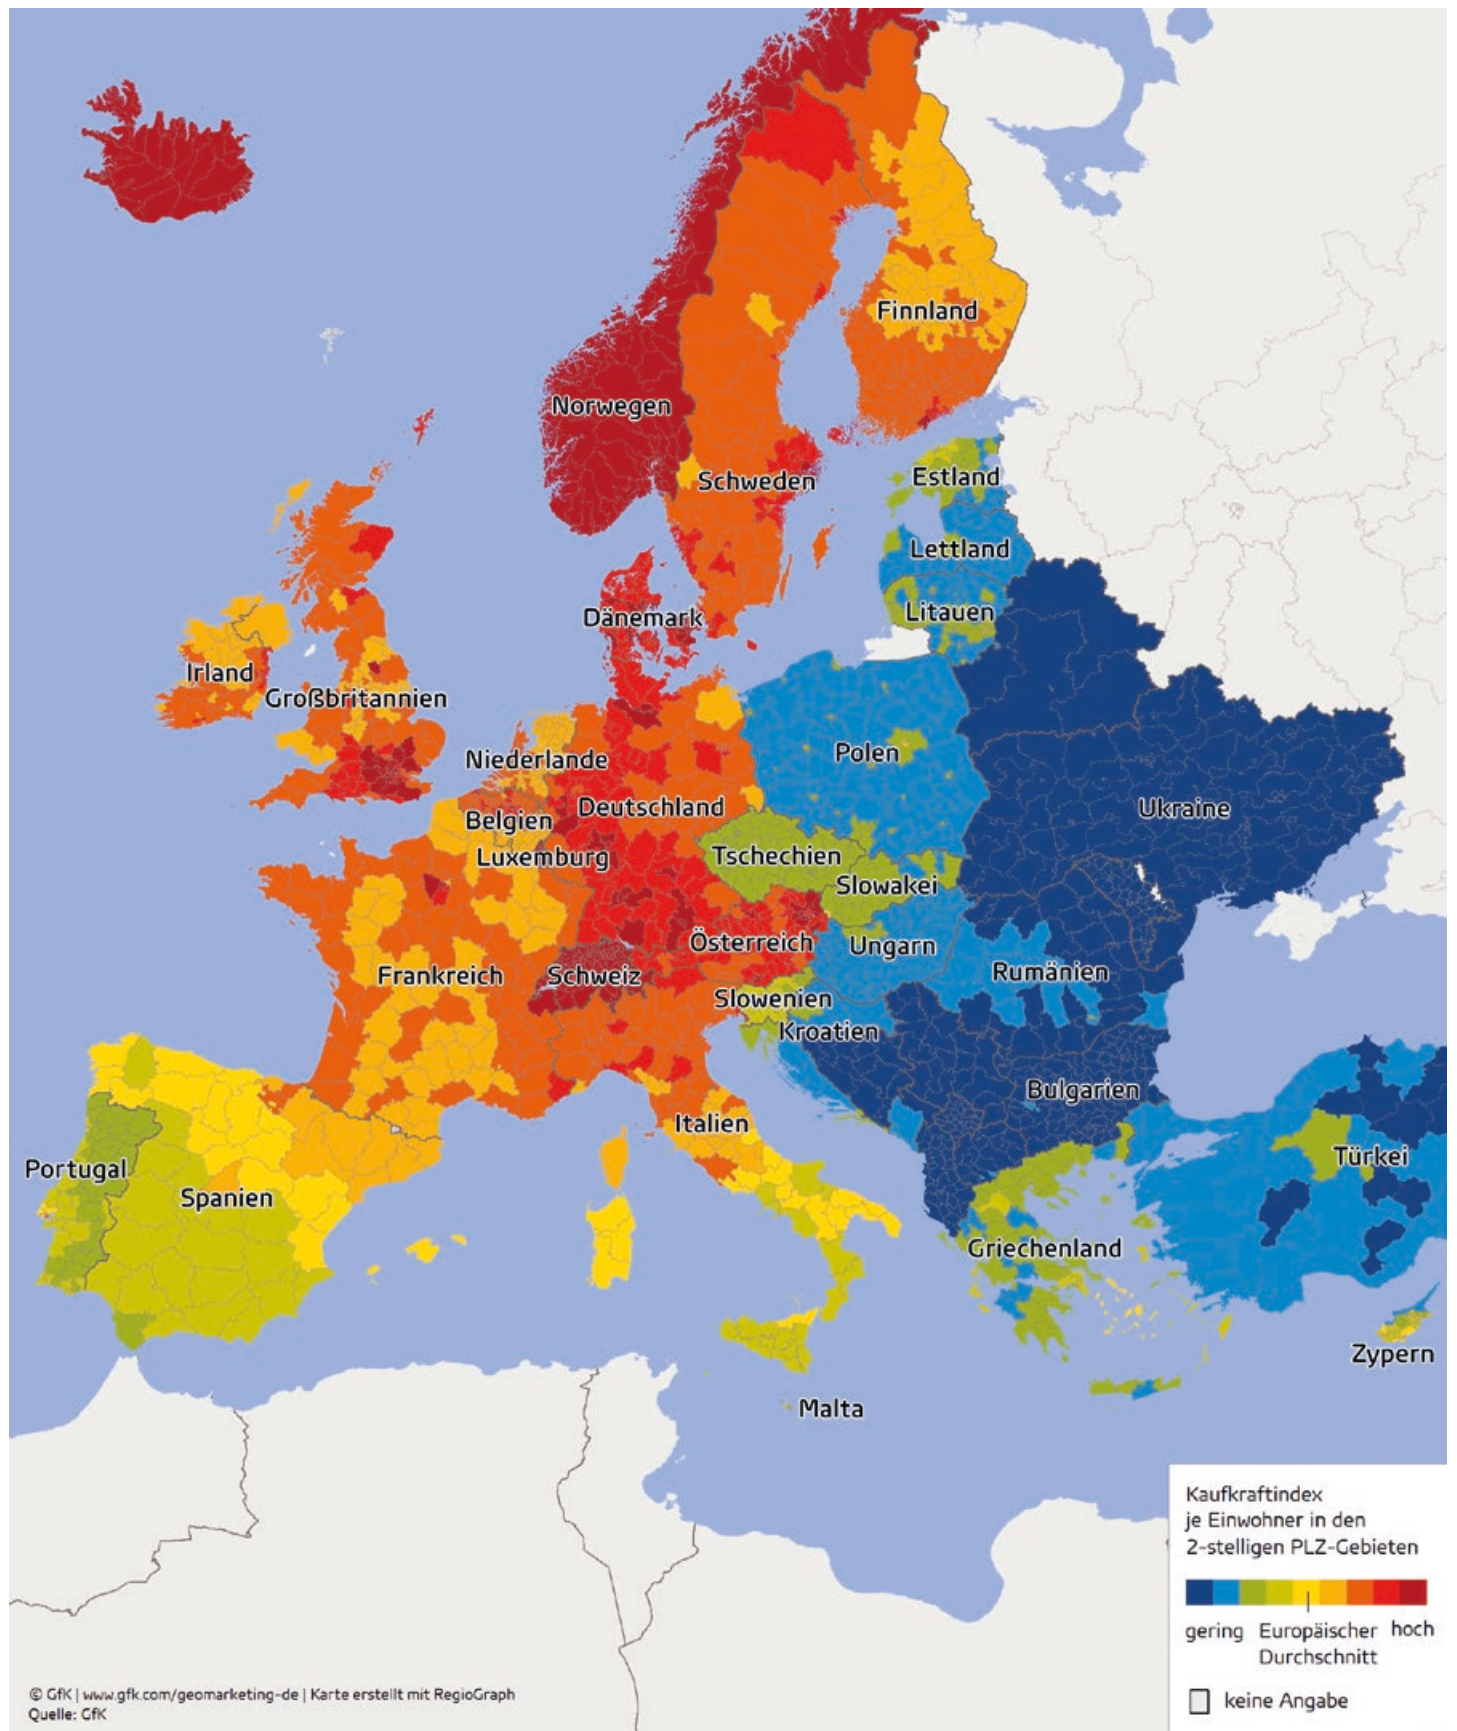 Finnland
Norwegen
Schweden
Estland
Lettland
Litauen
Dänemark
Irland
Großbritannien
Niederlande
Polen
Deutschland
Ukraine
Belgien
Luxemburg
Tschechien
Slowakei
Österreich
Ungarn
Frankreich
Schweiz
Rumänien
Slowenien
Kroatien
Bulgarien
Italien
Türkei
Portugal
Spanien
Griechenland
Zypern
Malta
Kaufkraftindex
je Einwohner in den
2-stelligen PLZ-Gebieten
gering
Europäischer
Durchschnitt
hoch
keine Angabe
© GfK | www.gfk.com/geomarketing-de | Karte erstellt mit RegioGraph
Quelle: GfK